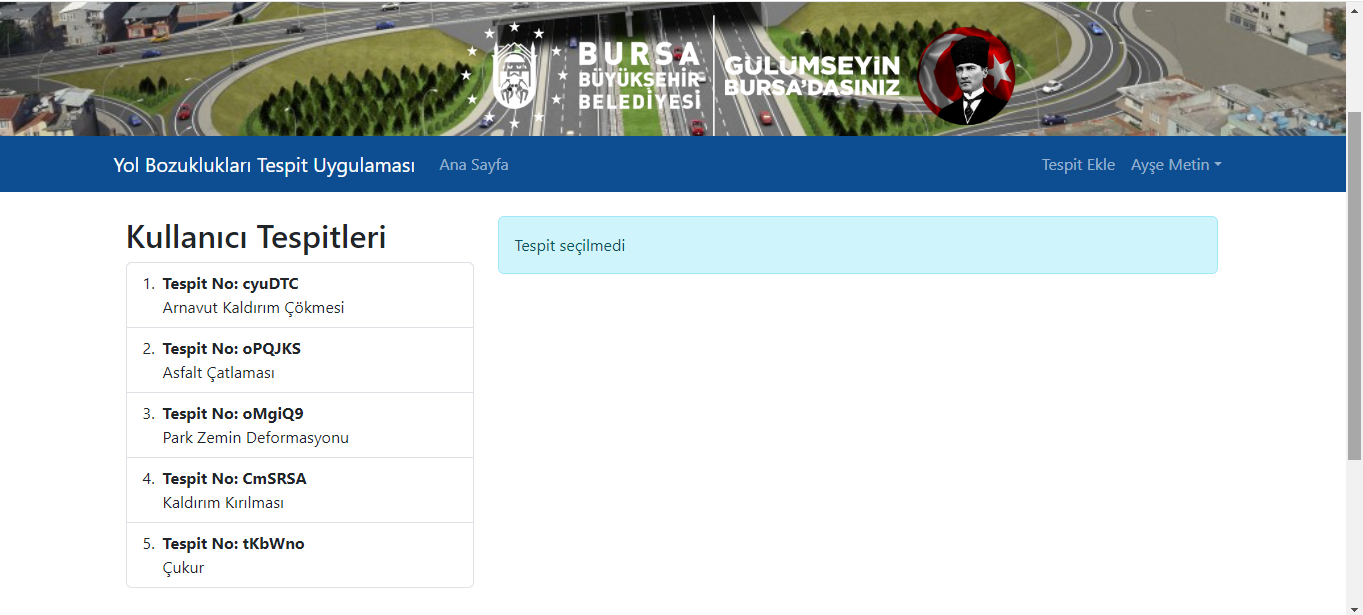 BURSA
BÜYÜKŞEHİR
BELEDİYESİ
GÜLÜMSEYİN
BURSA'DASINIZ
Yol Bozuklukları Tespit Uygulaması Ana Sayfa Tespit Ekle Ayşe Metin
Kullanıcı Tespitleri
Tespit seçilmedi
1. Tespit No: cyuDTC
Arnavut Kaldırım Çökmesi
2. Tespit No: oPQJKS
Asfalt Çatlaması
3. Tespit No: oMgiQ9
Park Zemin Deformasyonu
4. Tespit No: CmSRSA
Kaldırım Kırılması
5. Tespit No: tKbWno
Çukur